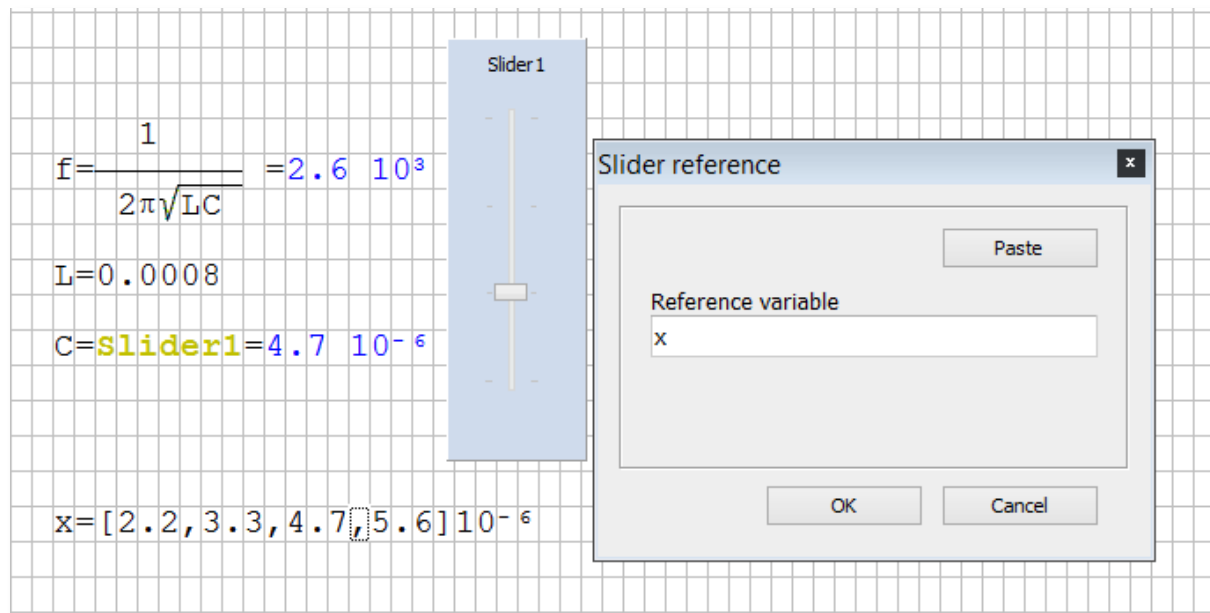 Slider1
f=1/2π√LC =2.6 10³
L=0.0008
C=Slider1=4.7 10⁻⁶
x=[2.2,3.3,4.7,5.6]10⁻⁶
Slider reference
x
Paste
Reference variable
x
OK
Cancel